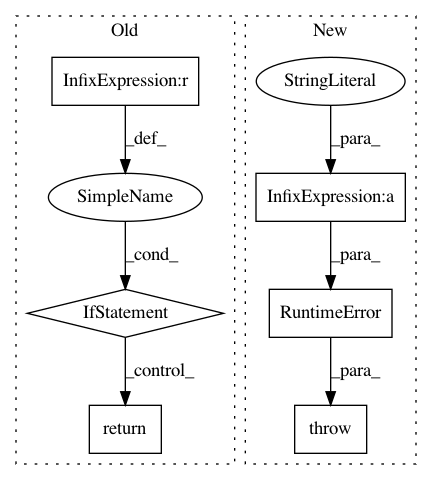 Old
InfixExpression:r
_def_
SimpleName
_cond_
IfStatement
_control_
return
New
StringLiteral
_para_
InfixExpression:a
_para_
RuntimeError
_para_
throw